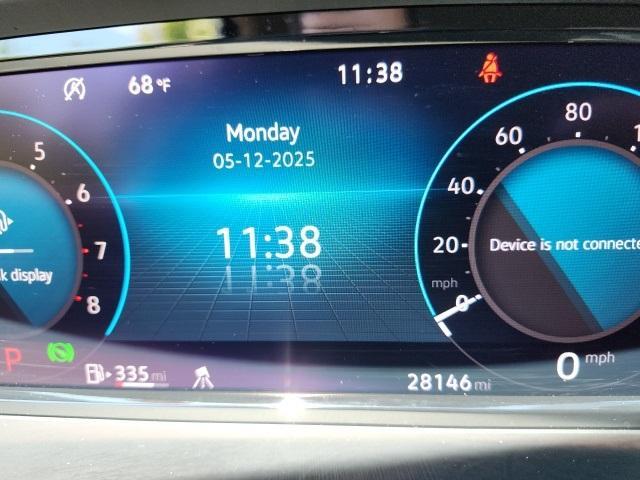 68 °F
11:38
Monday
05-12-2025
11:38
5
6
7
8
k display
20
40
60
80
1
mph
0
Device is not connecte
P
335 mi
28146 mi
0 mph